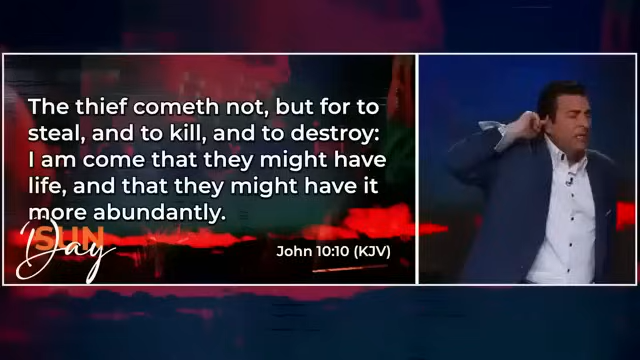 The thief cometh not, but for to
steal, and to kill, and to destroy:
I am come that they might have
life, and that they might have it
more abundantly.
SUN
Day
John 10:10 (KJV)